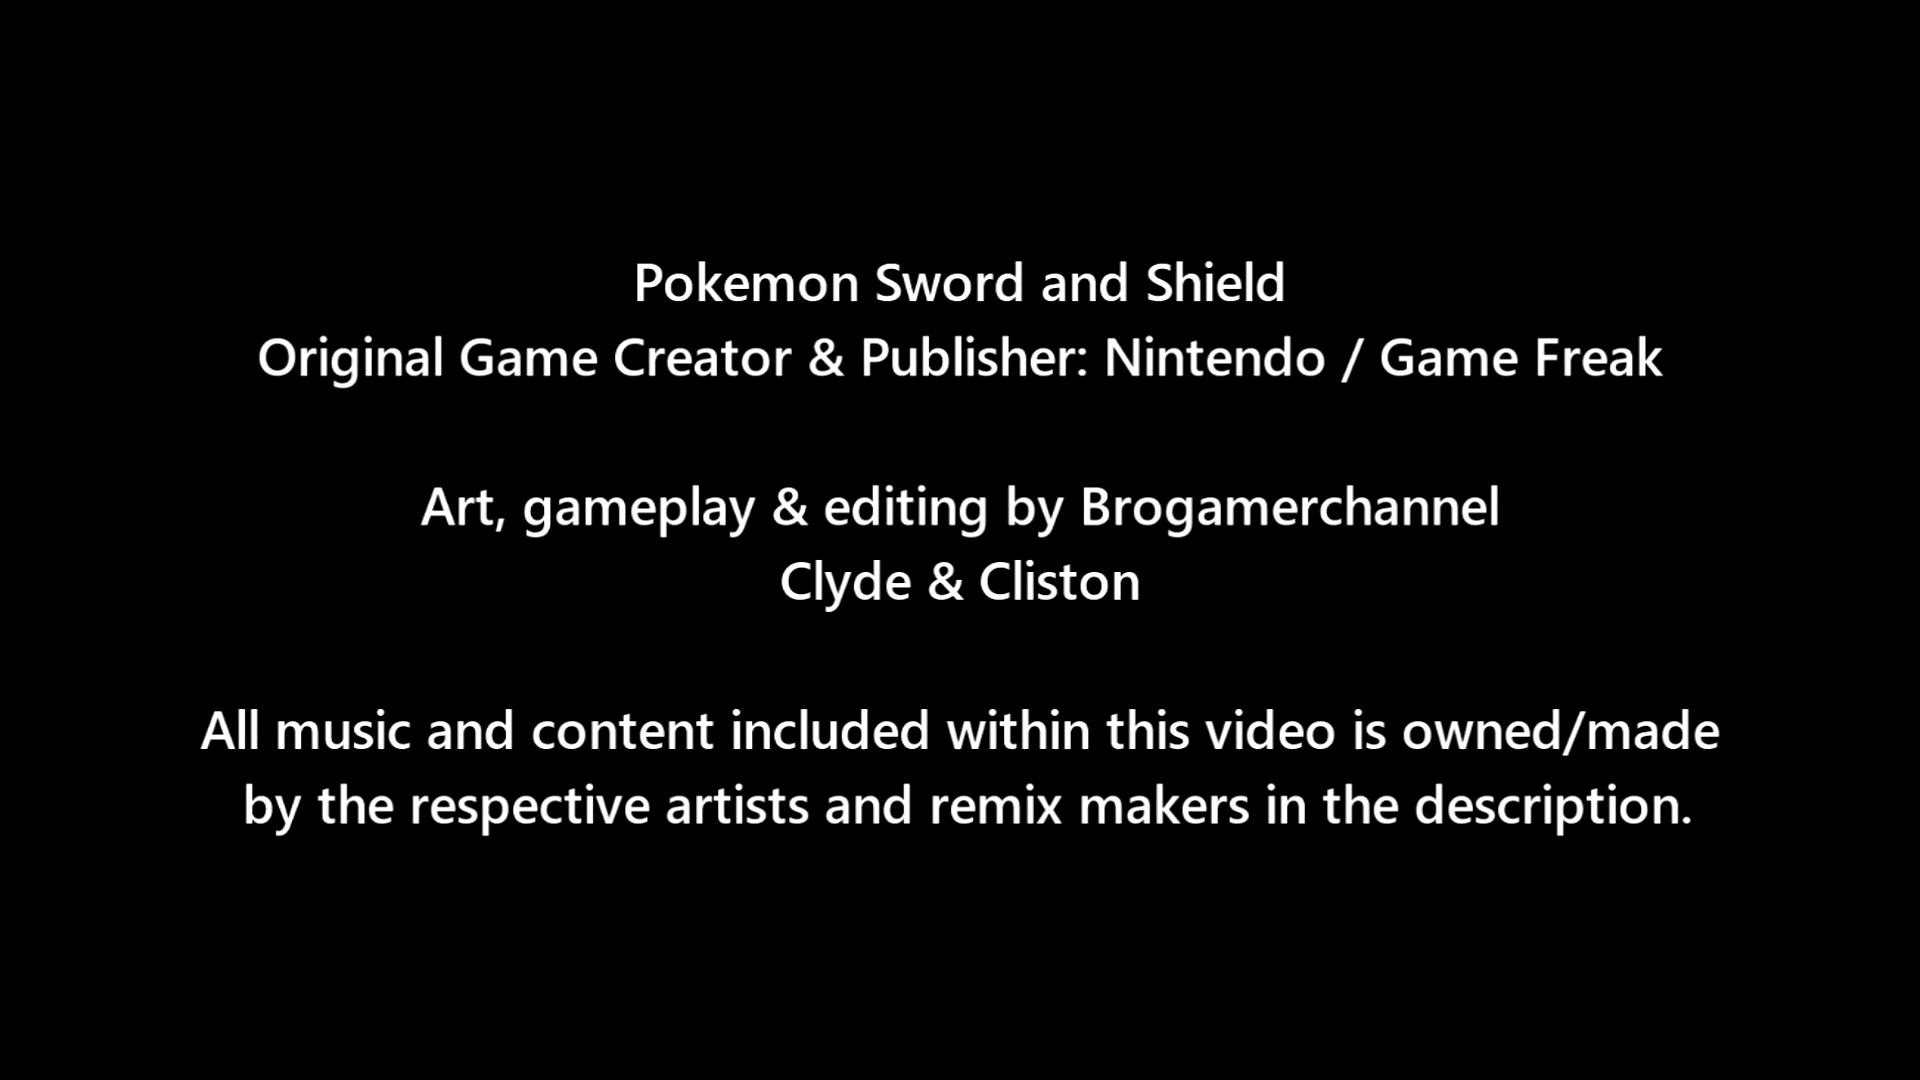 Pokemon Sword and Shield
Original Game Creator & Publisher: Nintendo / Game Freak
Art, gameplay & editing by Brogamerchannel
Clyde & Cliston
All music and content included within this video is owned/made
by the respective artists and remix makers in the description.